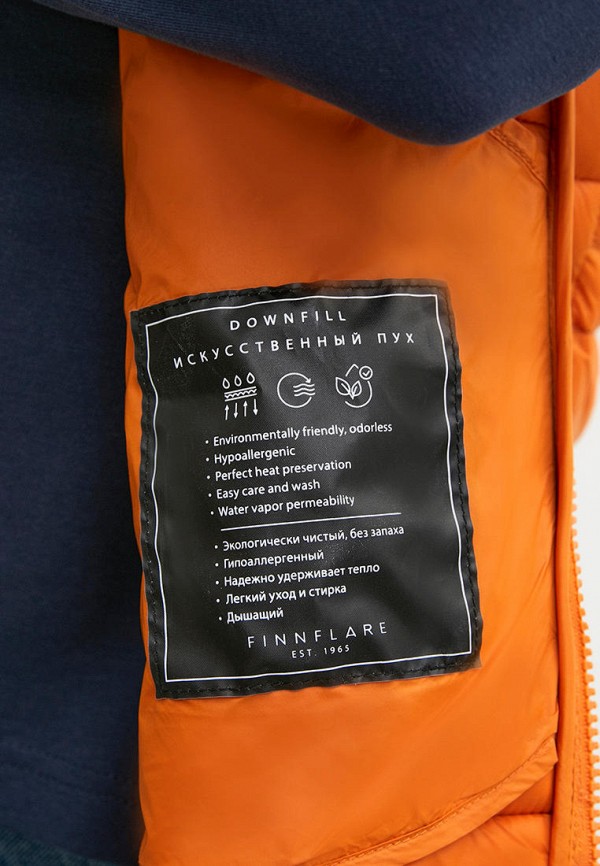 DOWNFILL
ИСКУССТВЕННЫЙ ПУХ
• Environmentally friendly, odorless
• Hypoallergenic
• Perfect heat preservation
• Easy care and wash
• Water vapor permeability
• Экологически чистый, без запаха
• Гипоаллергенный
• Надежно удерживает тепло
• Легкий уход и стирка
• Дышащий
FINNFLARE
EST. 1965